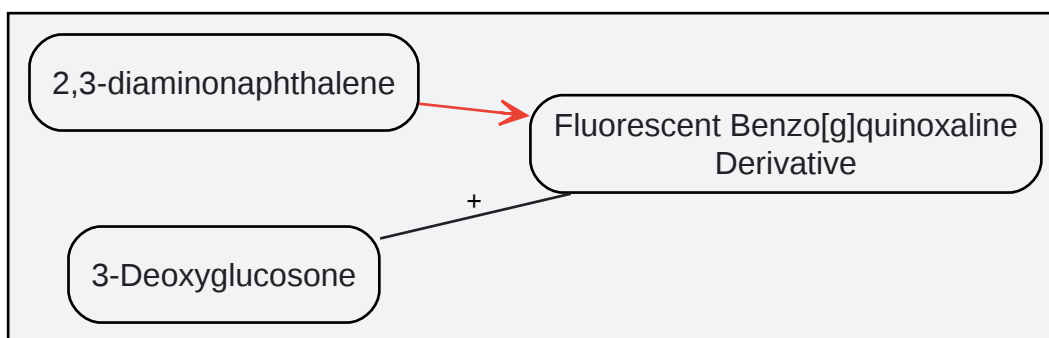 2,3-diaminonaphthalene
Fluorescent Benzo[g]quinoxaline
Derivative
+
3-Deoxyglucosone